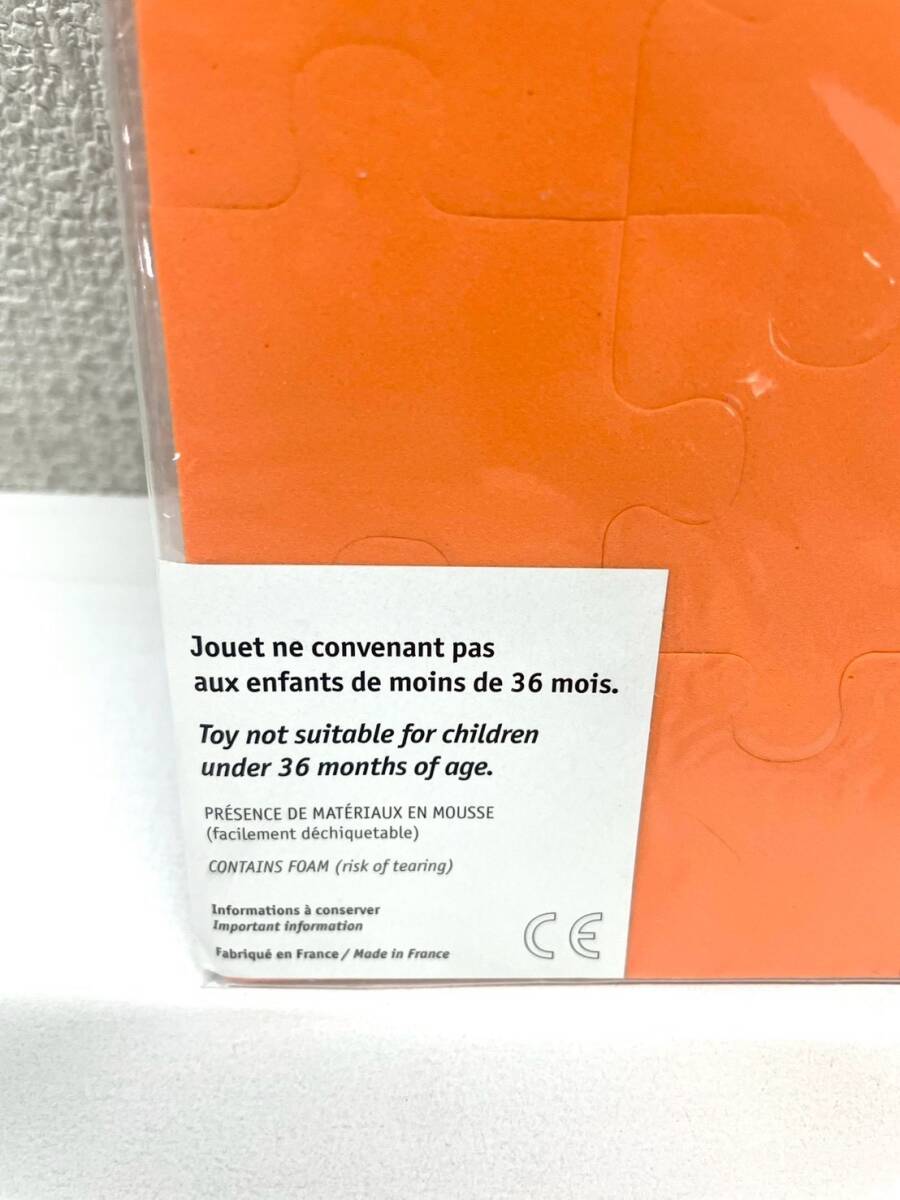 Jouet ne convenant pas
aux enfants de moins de 36 mois.
Toy not suitable for children
under 36 months of age.
PRÉSENCE DE MATÉRIAUX EN MOUSSE
(facilement déchiquetable)
CONTAINS FOAM (risk of tearing)
Informations à conserver
Important information
Fabriqué en France / Made in France
CE